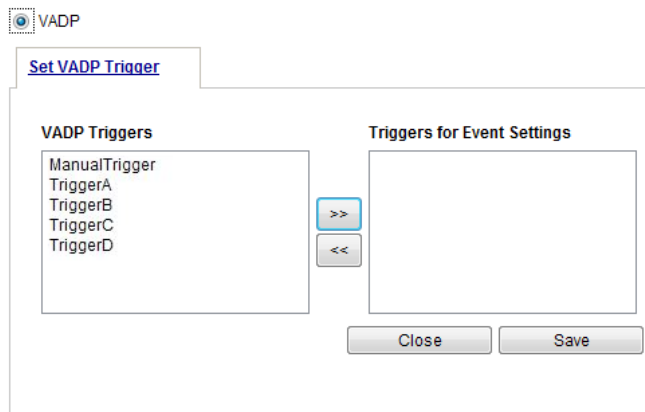 VADP
Set VADP Trigger
VADP Triggers
Triggers for Event Settings
ManualTrigger
TriggerA
TriggerB
TriggerC
TriggerD
>>
<<
Close
Save